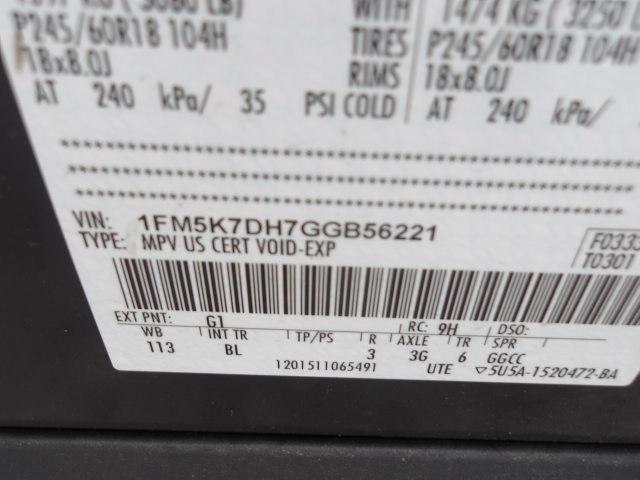 KG ( 3080 LB) WITH 1474 KG ( 3250
P245/60R18 104H TIRES P245/60R18 104H
18x8.0J RIMS 18x8.0J
AT 240 kPa/ 35 PSI COLD AT 240 kPa/
VIN: 1FM5K7DH7GGB56221
TYPE: MPV US CERT VOID-EXP
F0333
T0301
EXT PNT: G1 RC: 9H DSO:
WB INT TR TP/PS R AXLE TR SPR
113 BL 3 3G 6 GGCC
1201511065491 UTE ▽5U5A-1520472-BA